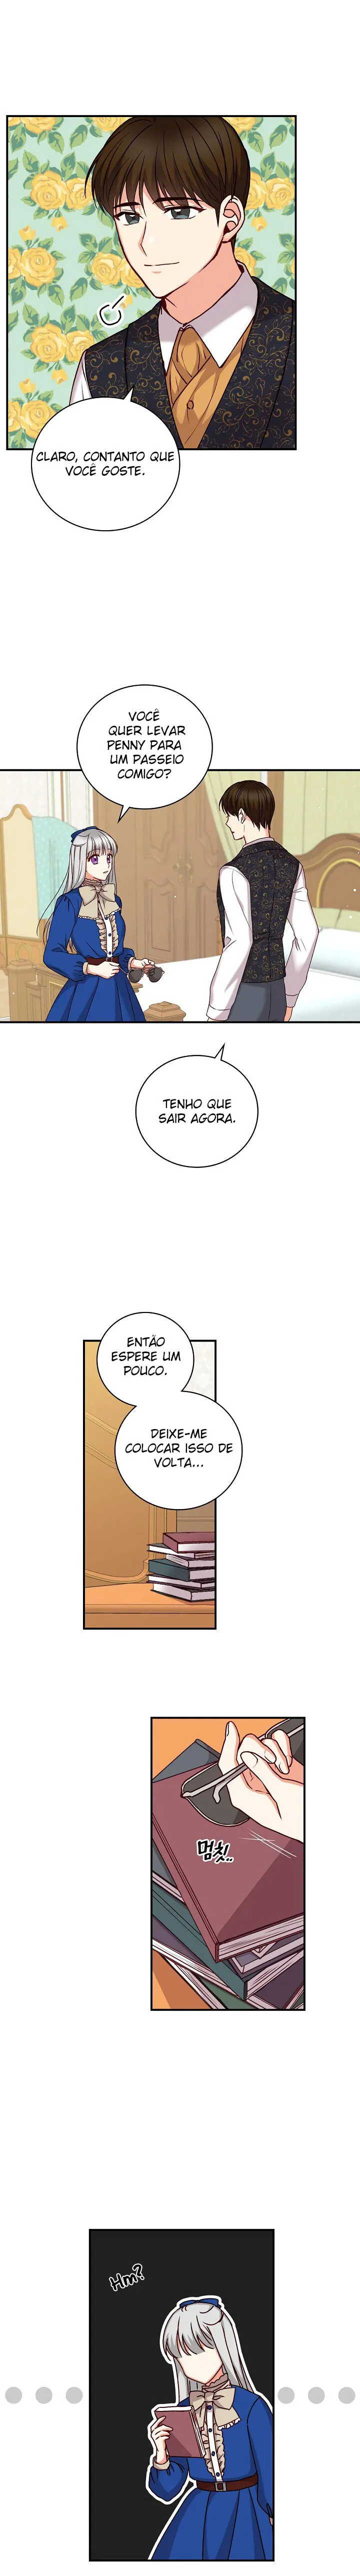 CLARO, CONTANTO QUE
VOCÊ GOSTE.
VOCÊ
QUER LEVAR
PENNY PARA
UM PASSEIO
COMIGO?
TENHO QUE
SAIR AGORA.
ENTÃO
ESPERE UM
POUCO.
DEIXE-ME
COLOCAR ISSO DE
VOLTA...
멈칫..
Hm?